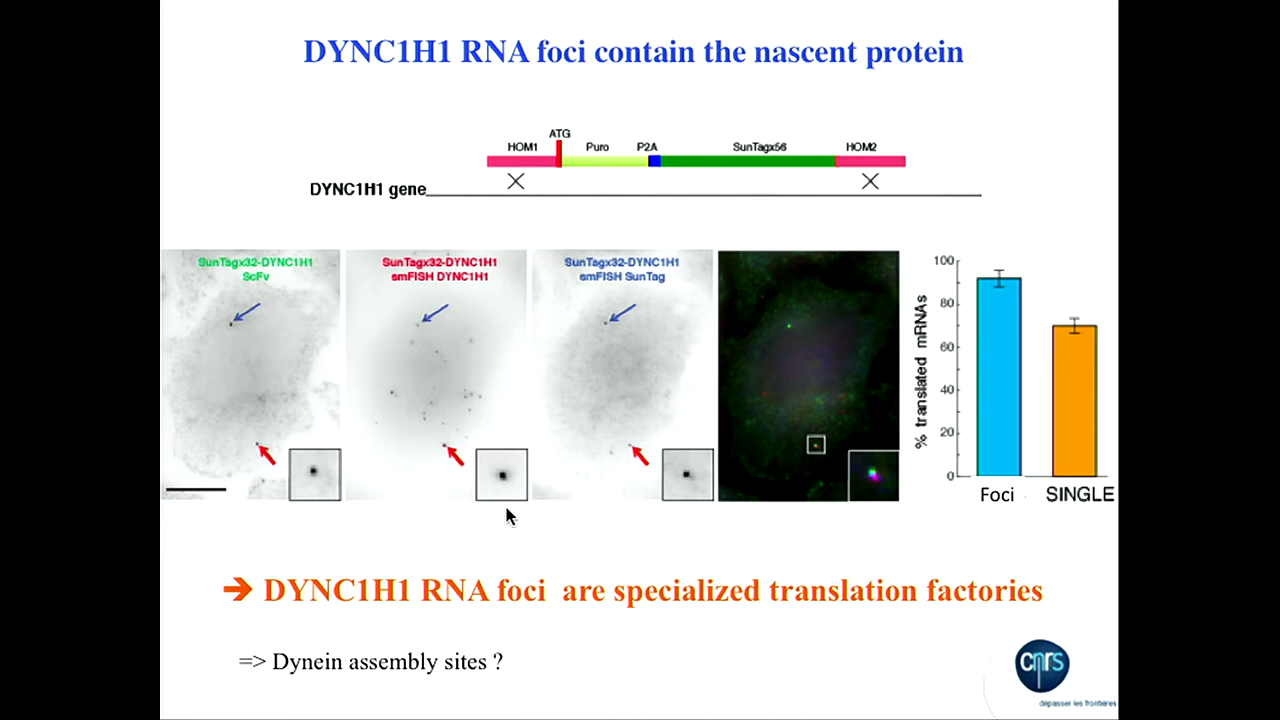 DYNC1H1 RNA foci contain the nascent protein
ATG
HOM1 Puro P2A SunTagx56 HOM2
DYNC1H1 gene
SunTagx32-DYNC1H1
ScFv
SunTagx32-DYNC1H1
smFISH DYNC1H1
SunTagx32-DYNC1H1
smFISH SunTag
% translated mRNAs
100
80
60
40
20
0
Foci SINGLE
➔ DYNC1H1 RNA foci are specialized translation factories
=> Dynein assembly sites ?
cnrs
dépasser les frontières